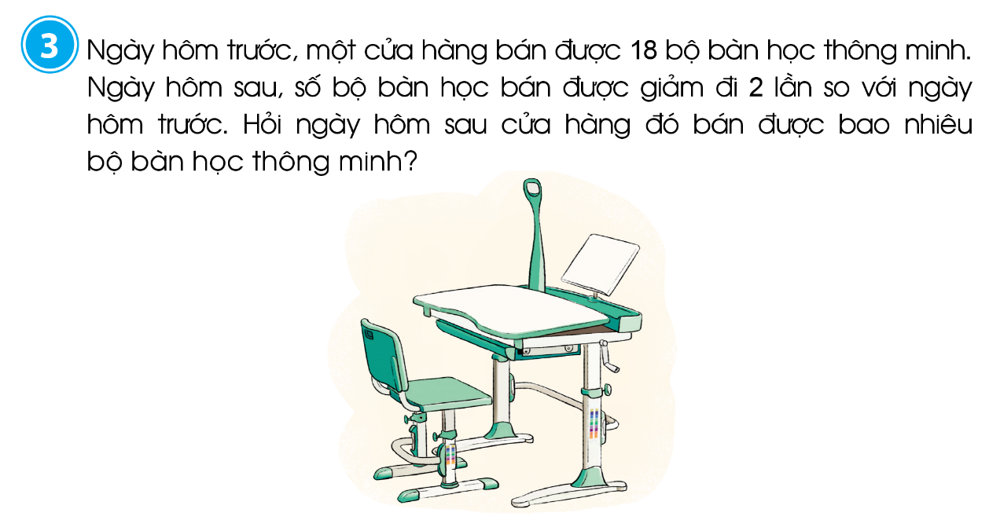 3 Ngày hôm trước, một cửa hàng bán được 18 bộ bàn học thông minh.
Ngày hôm sau, số bộ bàn học bán được giảm đi 2 lần so với ngày
hôm trước. Hỏi ngày hôm sau cửa hàng đó bán được bao nhiêu
bộ bàn học thông minh?